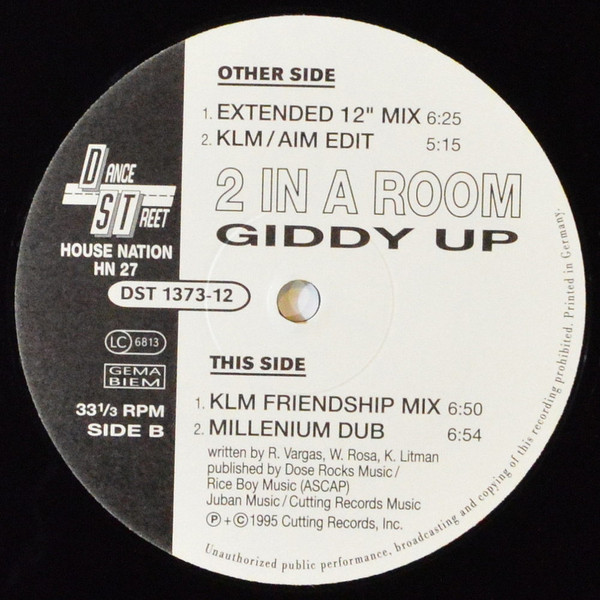 DANCE
STREET
HOUSE NATION
HN 27
DST 1373-12
LC 6813
GEMA
BIEM
33 1/3 RPM
SIDE B
OTHER SIDE
1. EXTENDED 12" MIX 6:25
2. KLM/AIM EDIT 5:15
2 IN A ROOM
GIDDY UP
THIS SIDE
1. KLM FRIENDSHIP MIX 6:50
2. MILLENIUM DUB 6:54
written by R. Vargas, W. Rosa, K. Litman
published by Dose Rocks Music/
Rice Boy Music (ASCAP)
Juban Music/Cutting Records Music
Ⓟ+© 1995 Cutting Records, Inc.
Unauthorized public performance, broadcasting and copying of this recording prohibited. Printed in Germany.